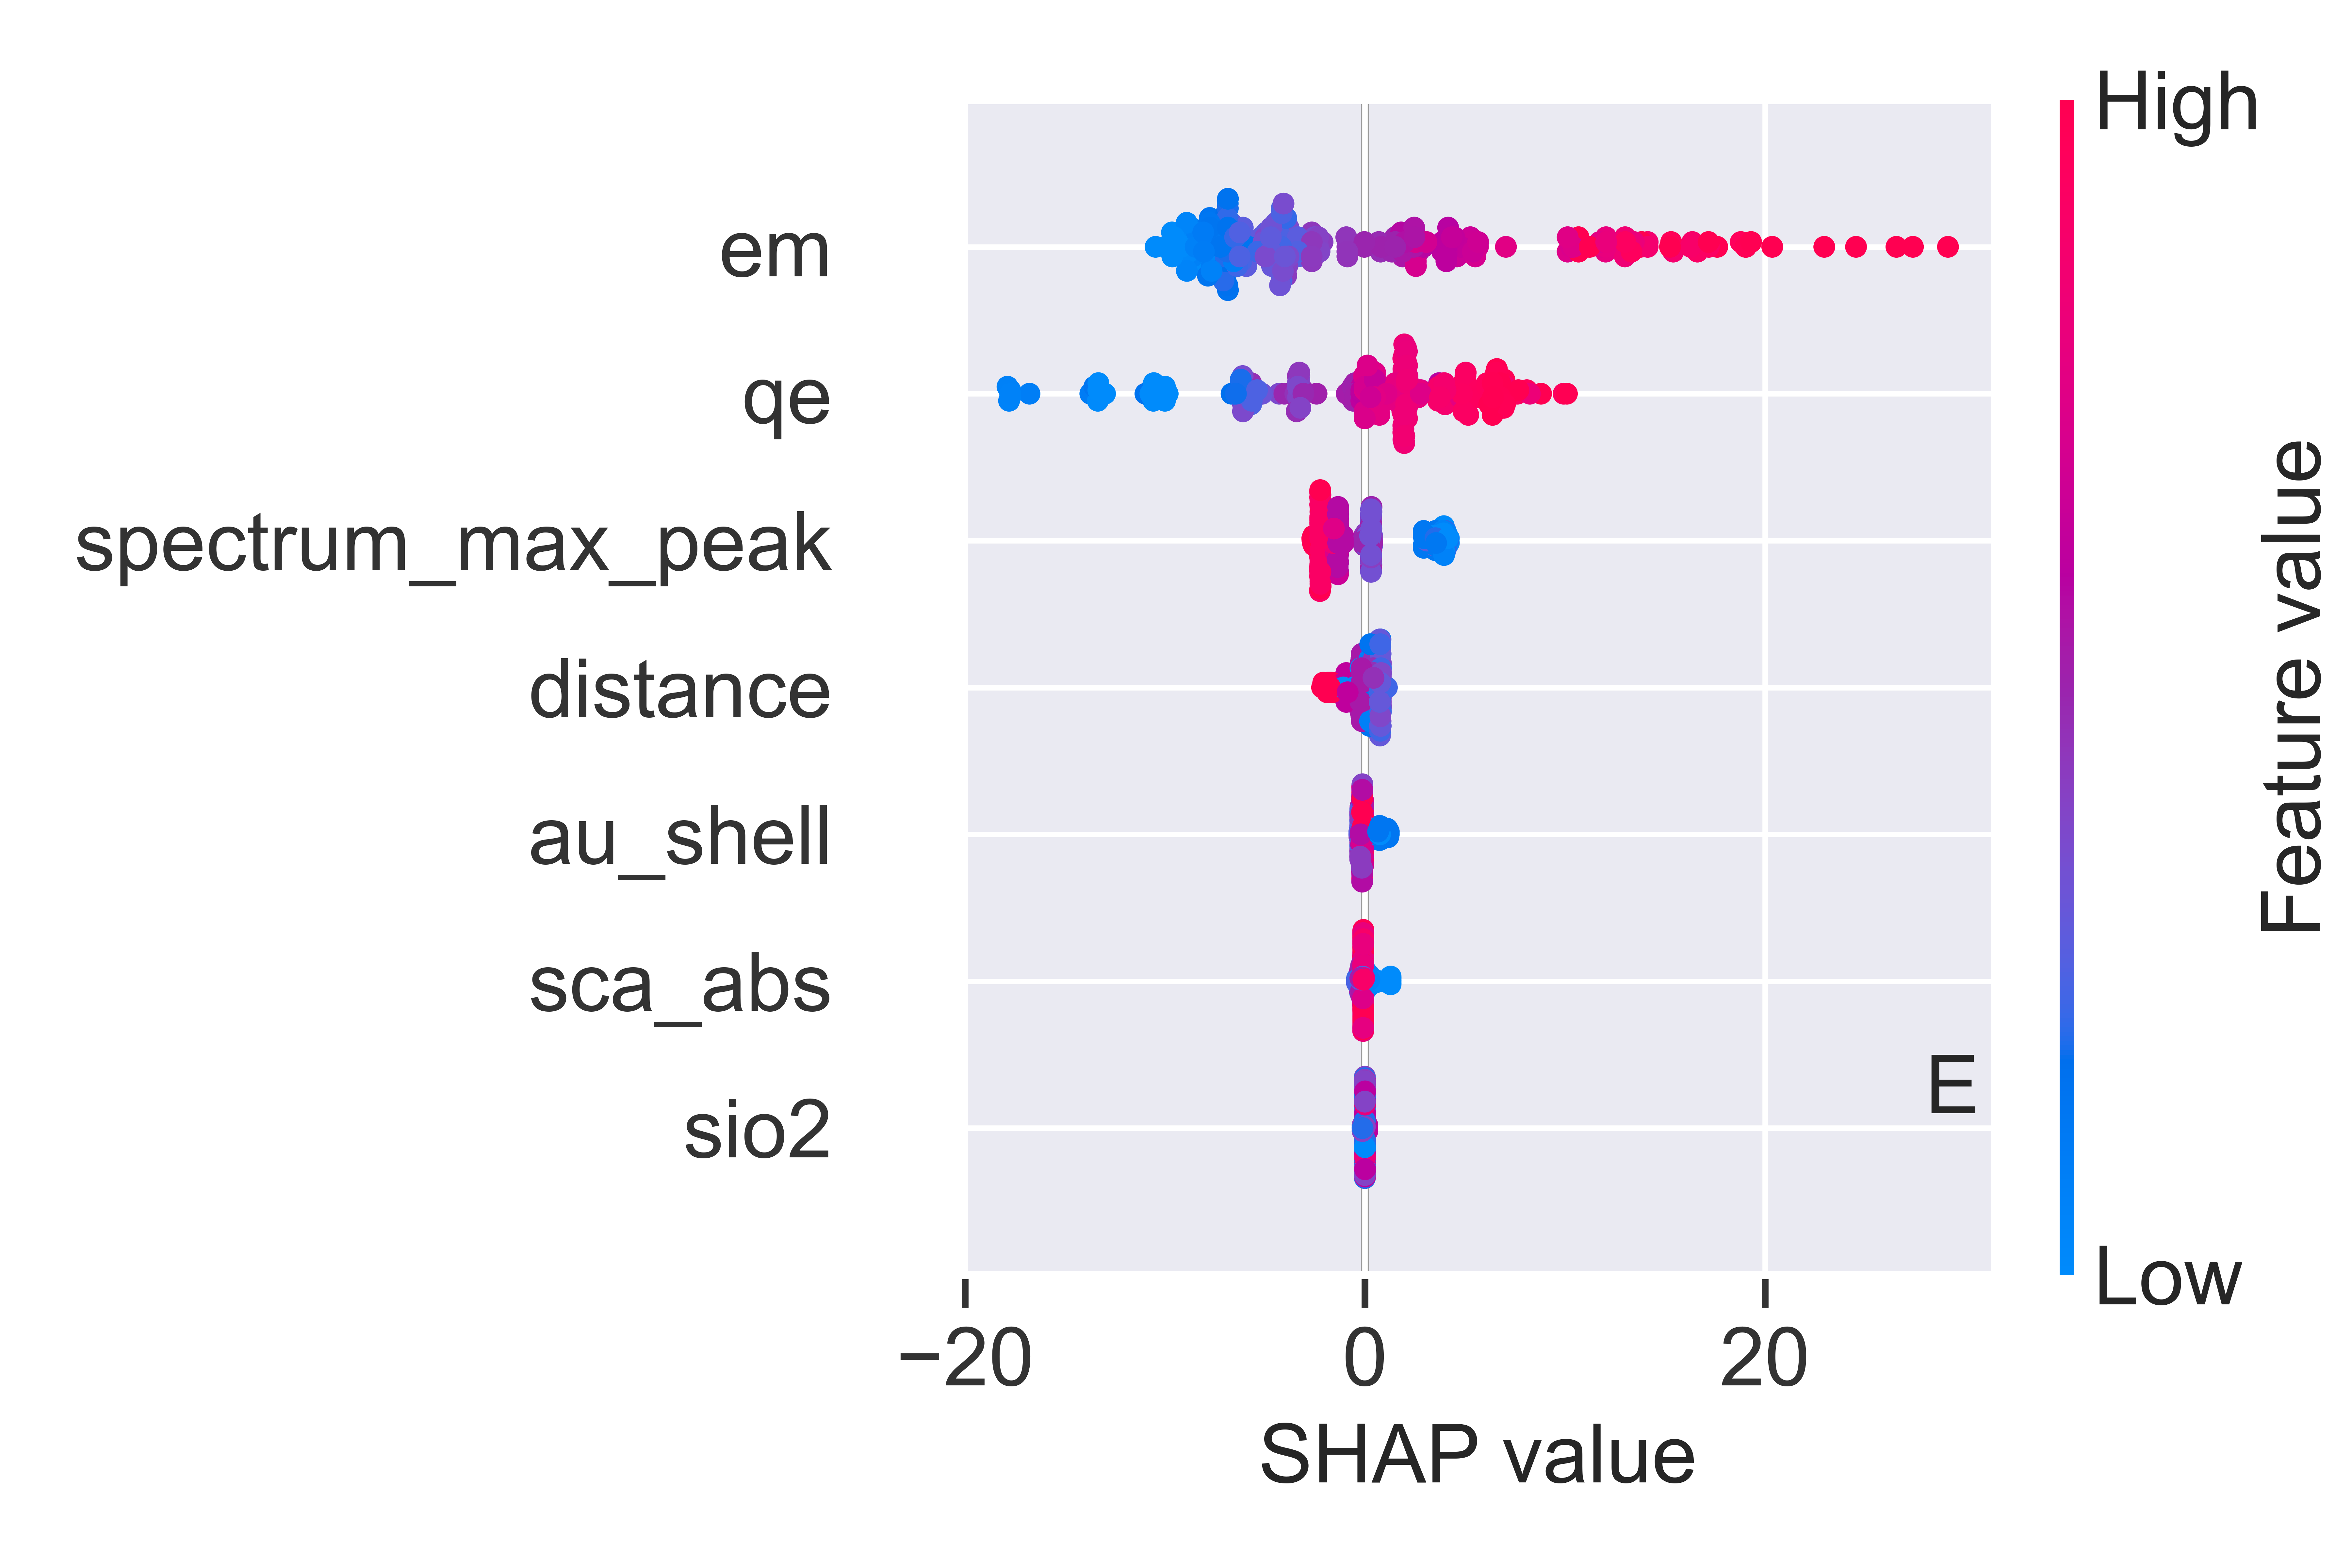 High
em
qe
spectrum_max_peak
distance
au_shell
sca_abs
sio2
E
Feature value
Low
−20 0 20
SHAP value